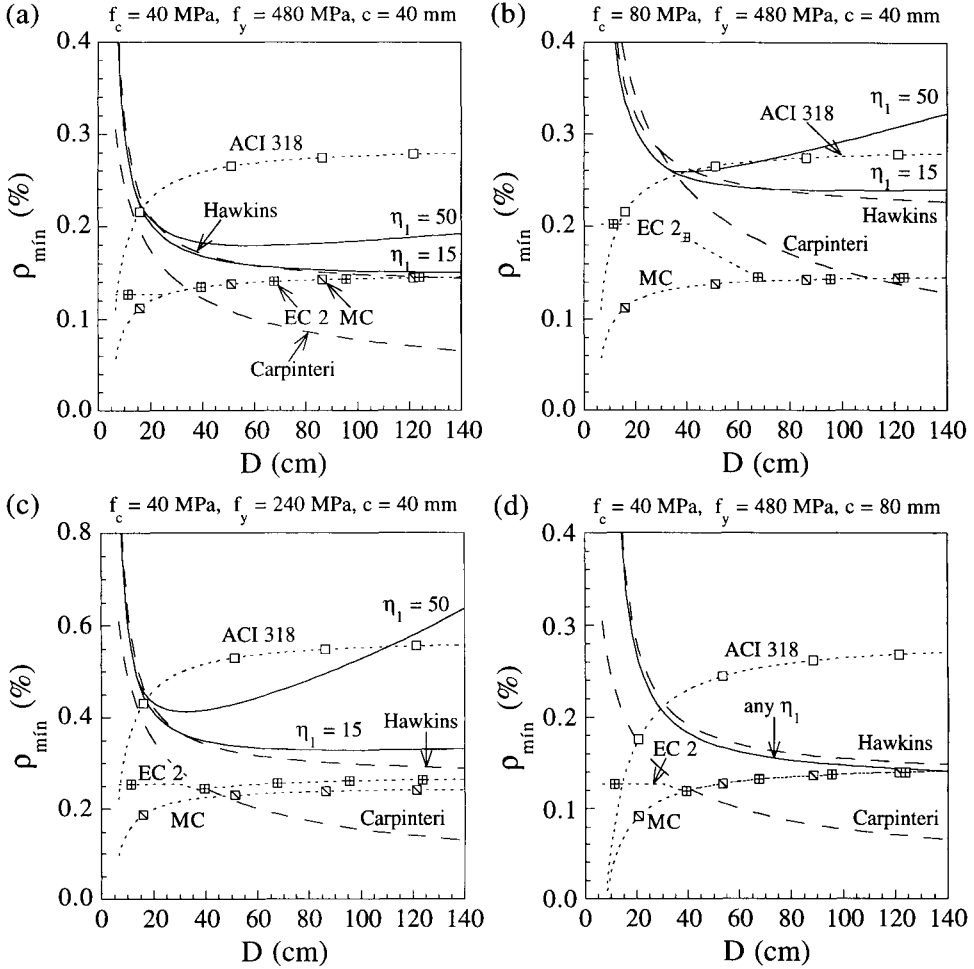 (a) f_c = 40 MPa, f_y = 480 MPa, c = 40 mm
ρ_mín (%)
0.4
0.3
0.2
0.1
0.0
ACI 318
Hawkins
η_1 = 50
η_1 = 15
EC 2
MC
Carpinteri
0 20 40 60 80 100 120 140
D (cm)
(b) f_c = 80 MPa, f_y = 480 MPa, c = 40 mm
ρ_mín (%)
0.4
0.3
0.2
0.1
0.0
η_1 = 50
ACI 318
η_1 = 15
Hawkins
EC 2
Carpinteri
MC
0 20 40 60 80 100 120 140
D (cm)
(c) f_c = 40 MPa, f_y = 240 MPa, c = 40 mm
ρ_mín (%)
0.8
0.6
0.4
0.2
0.0
η_1 = 50
ACI 318
Hawkins
η_1 = 15
EC 2
MC
Carpinteri
0 20 40 60 80 100 120 140
D (cm)
(d) f_c = 40 MPa, f_y = 480 MPa, c = 80 mm
ρ_mín (%)
0.4
0.3
0.2
0.1
0.0
ACI 318
any η_1
Hawkins
EC 2
MC
Carpinteri
0 20 40 60 80 100 120 140
D (cm)